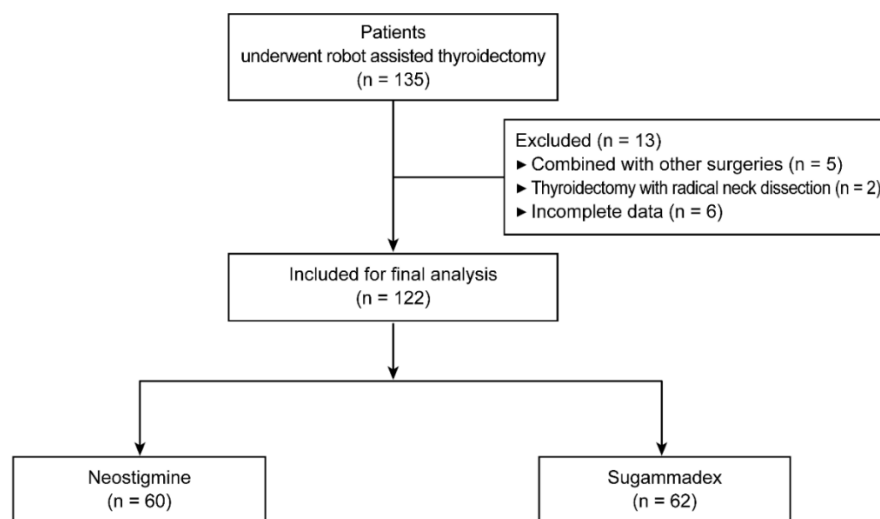 Patients
underwent robot assisted thyroidectomy
(n = 135)
Excluded (n = 13)
► Combined with other surgeries (n = 5)
► Thyroidectomy with radical neck dissection (n = 2)
► Incomplete data (n = 6)
Included for final analysis
(n = 122)
Neostigmine
(n = 60)
Sugammadex
(n = 62)